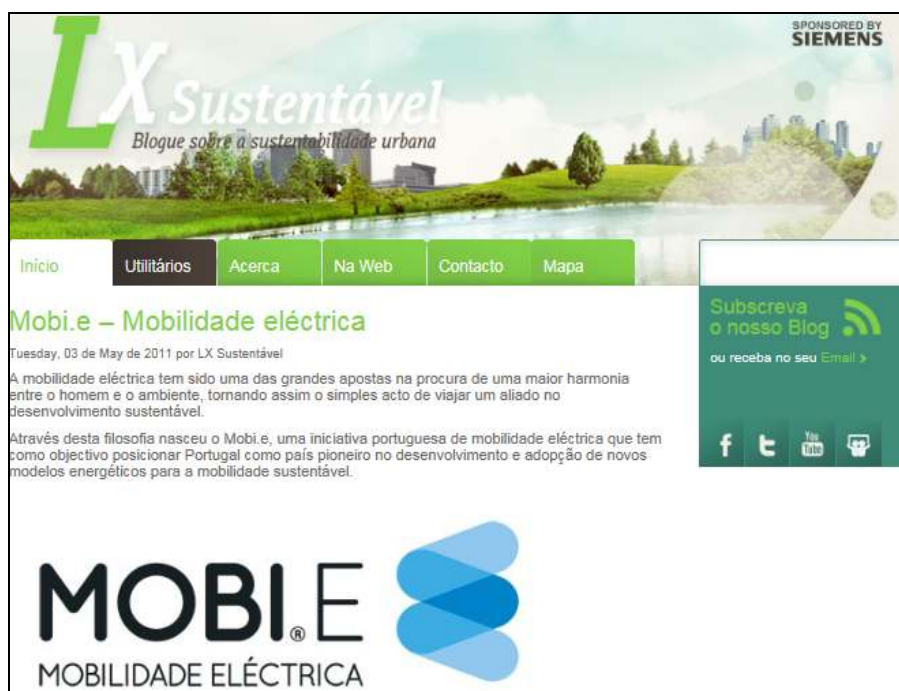 SPONSORED BY
SIEMENS
LX Sustentável
Blogue sobre a sustentabilidade urbana
Início Utilitários Acerca Na Web Contacto Mapa
Mobi.e – Mobilidade eléctrica
Tuesday, 03 de May de 2011 por LX Sustentável
A mobilidade eléctrica tem sido uma das grandes apostas na procura de uma maior harmonia
entre o homem e o ambiente, tornando assim o simples acto de viajar um aliado no
desenvolvimento sustentável.
Através desta filosofia nasceu o Mobi.e, uma iniciativa portuguesa de mobilidade eléctrica que tem
como objectivo posicionar Portugal como país pioneiro no desenvolvimento e adopção de novos
modelos energéticos para a mobilidade sustentável.
Subscreva
o nosso Blog
ou receba no seu Email >
f t You Tube
MOBI.E
®
MOBILIDADE ELÉCTRICA